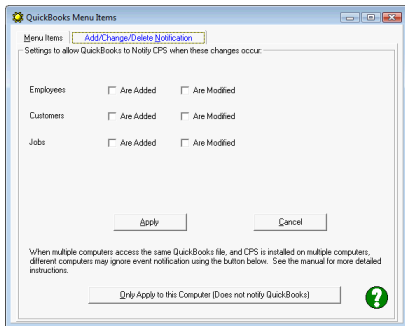 QuickBooks Menu Items
Menu Items Add/Change/Delete Notification
Settings to allow QuickBooks to Notify CPS when these changes occur:
Employees Are Added Are Modified
Customers Are Added Are Modified
Jobs Are Added Are Modified
Apply Cancel
When multiple computers access the same QuickBooks file, and CPS is installed on multiple computers,
different computers may ignore event notification using the button below. See the manual for more detailed
instructions.
Only Apply to this Computer (Does not notify QuickBooks)
?